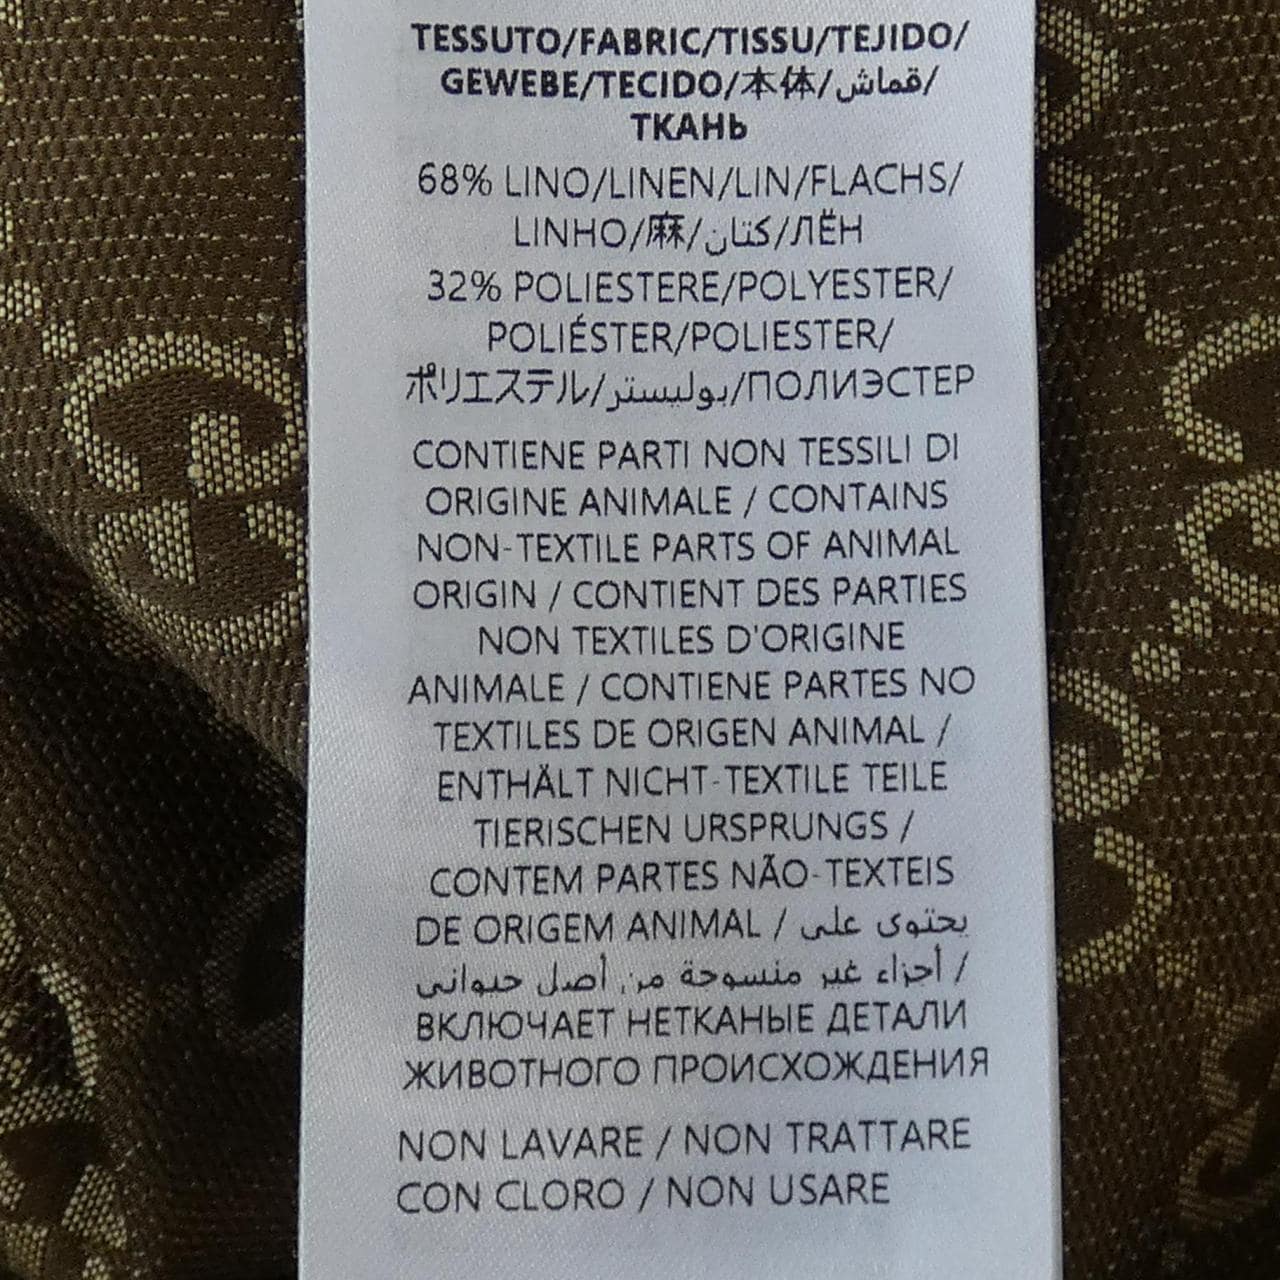 TESSUTO/FABRIC/TISSU/TEJIDO/
GEWEBE/TECIDO/本体/قماش/
ТКАНЬ
68% LINO/LINEN/LIN/FLACHS/
LINHO/麻/كتان/ЛЁН
32% POLIESTERE/POLYESTER/
POLIÉSTER/POLIESTER/
ポリエステル/بوليستر/ПОЛИЭСТЕР
CONTIENE PARTI NON TESSILI DI
ORIGINE ANIMALE / CONTAINS
NON-TEXTILE PARTS OF ANIMAL
ORIGIN / CONTIENT DES PARTIES
NON TEXTILES D'ORIGINE
ANIMALE / CONTIENE PARTES NO
TEXTILES DE ORIGEN ANIMAL /
ENTHÄLT NICHT-TEXTILE TEILE
TIERISCHEN URSPRUNGS /
CONTEM PARTES NÃO-TEXTEIS
DE ORIGEM ANIMAL / يحتوى على
أجزاء غير منسوجة من أصل حيوانى /
ВКЛЮЧАЕТ НЕТКАНЫЕ ДЕТАЛИ
ЖИВОТНОГО ПРОИСХОЖДЕНИЯ
NON LAVARE / NON TRATTARE
CON CLORO / NON USARE